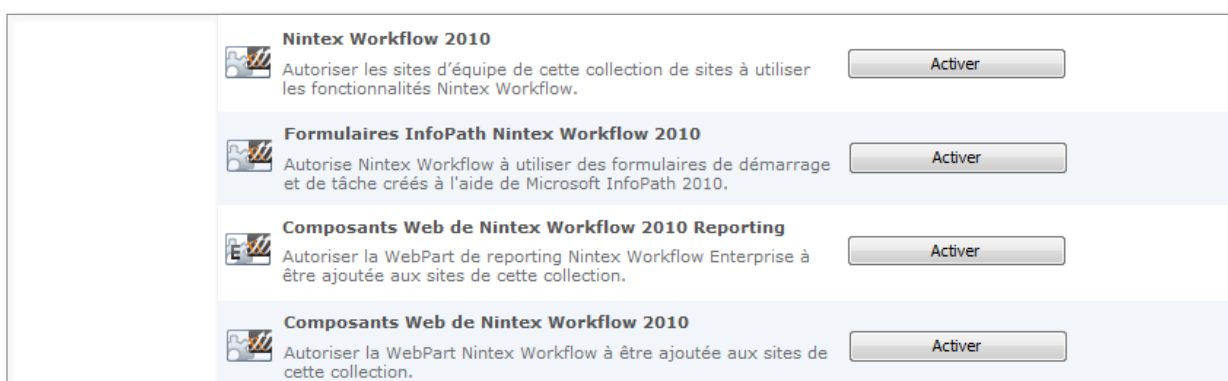 Nintex Workflow 2010
Autoriser les sites d’équipe de cette collection de sites à utiliser
les fonctionnalités Nintex Workflow.
Activer
Formulaires InfoPath Nintex Workflow 2010
Autorise Nintex Workflow à utiliser des formulaires de démarrage
et de tâche créés à l'aide de Microsoft InfoPath 2010.
Activer
E
Composants Web de Nintex Workflow 2010 Reporting
Autoriser la WebPart de reporting Nintex Workflow Enterprise à
être ajoutée aux sites de cette collection.
Activer
Composants Web de Nintex Workflow 2010
Autoriser la WebPart Nintex Workflow à être ajoutée aux sites de
cette collection.
Activer